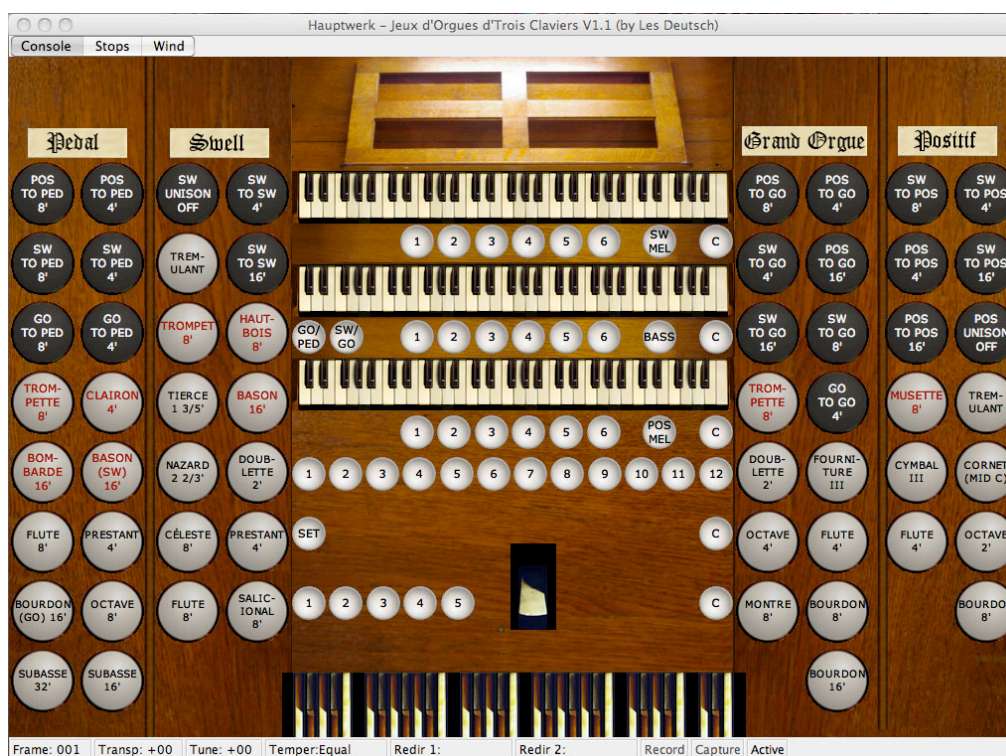 Hauptwerk - Jeux d'Orgues d'Trois Claviers V1.1 (by Les Deutsch)
Console Stops Wind
Pedal
POS TO PED 8'
POS TO PED 4'
SW TO PED 8'
SW TO PED 4'
GO TO PED 8'
GO TO PED 4'
TROM-
PETTE
8'
CLAIRON
4'
BOM-
BARDE
16'
BASON
(SW)
16'
FLUTE
8'
PRESTANT
4'
BOURDON
(GO) 16'
OCTAVE
8'
SUBASSE
32'
SUBASSE
16'
Swell
SW
UNISON
OFF
SW
TO SW
4'
TREM-
ULANT
SW
TO SW
16'
TROMPET
8'
HAUT-
BOIS
8'
TIERCE
1 3/5'
BASON
16'
NAZARD
2 2/3'
DOUB-
LETTE
2'
CÉLESTE
8'
PRESTANT
4'
FLUTE
8'
SALIC-
IONAL
8'
1 2 3 4 5 6 SW MEL C
GO/ PED SW/ GO 1 2 3 4 5 6 BASS C
1 2 3 4 5 6 POS MEL C
1 2 3 4 5 6 7 8 9 10 11 12
SET C
1 2 3 4 5 C
Grand Orgue
POS
TO GO
8'
POS
TO GO
4'
SW
TO GO
4'
POS
TO GO
16'
SW
TO GO
16'
SW
TO GO
8'
TROM-
PETTE
8'
GO
TO GO
4'
DOUB-
LETTE
2'
FOURNI-
TURE
III
OCTAVE
4'
FLUTE
4'
MONTRE
8'
BOURDON
8'
BOURDON
16'
Positif
SW
TO POS
8'
SW
TO POS
4'
POS
TO POS
4'
SW
TO POS
16'
POS
TO POS
16'
POS
UNISON
OFF
MUSETTE
8'
TREM-
ULANT
CYMBAL
III
CORNET
(MID C)
FLUTE
4'
OCTAVE
2'
BOURDO
8'
Frame: 001 Transp: +00 Tune: +00 Temper:Equal Redir 1: Redir 2: Record Capture Active